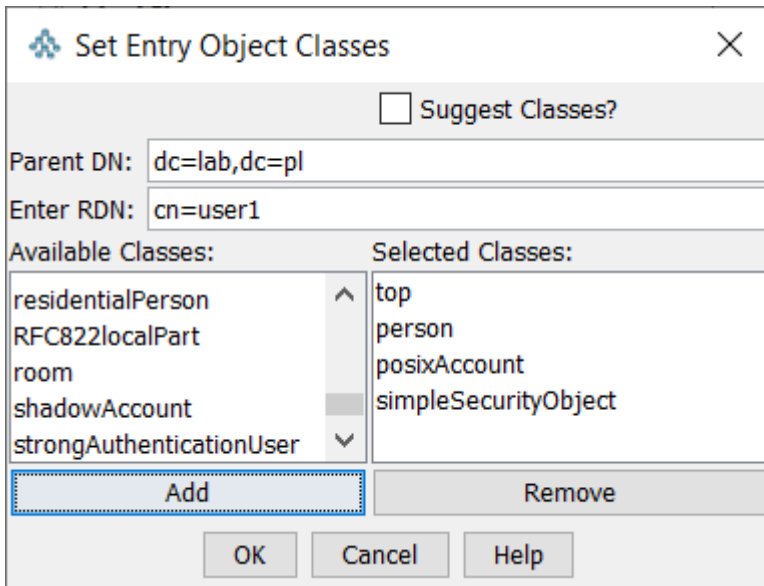 Set Entry Object Classes
Suggest Classes?
Parent DN: dc=lab,dc=pl
Enter RDN: cn=user1
Available Classes:
residentialPerson
RFC822localPart
room
shadowAccount
strongAuthenticationUser
Selected Classes:
top
person
posixAccount
simpleSecurityObject
Add
Remove
OK Cancel Help